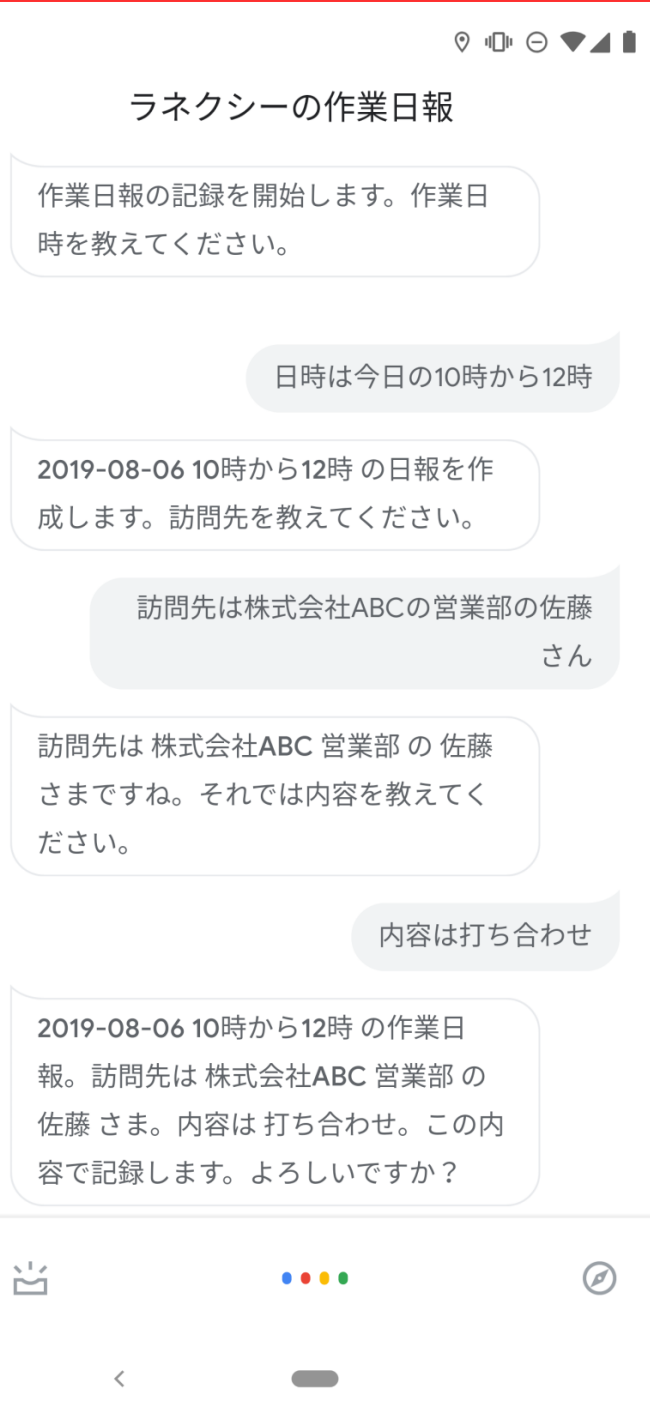 ラネクシーの作業日報
作業日報の記録を開始します。作業日
時を教えてください。
日時は今日の10時から12時
2019-08-06 10時から12時 の日報を作
成します。訪問先を教えてください。
訪問先は株式会社ABCの営業部の佐藤
さん
訪問先は 株式会社ABC 営業部 の 佐藤
さまですね。それでは内容を教えてく
ださい。
内容は打ち合わせ
2019-08-06 10時から12時 の作業日
報。訪問先は 株式会社ABC 営業部 の
佐藤 さま。内容は 打ち合わせ。この内
容で記録します。よろしいですか？